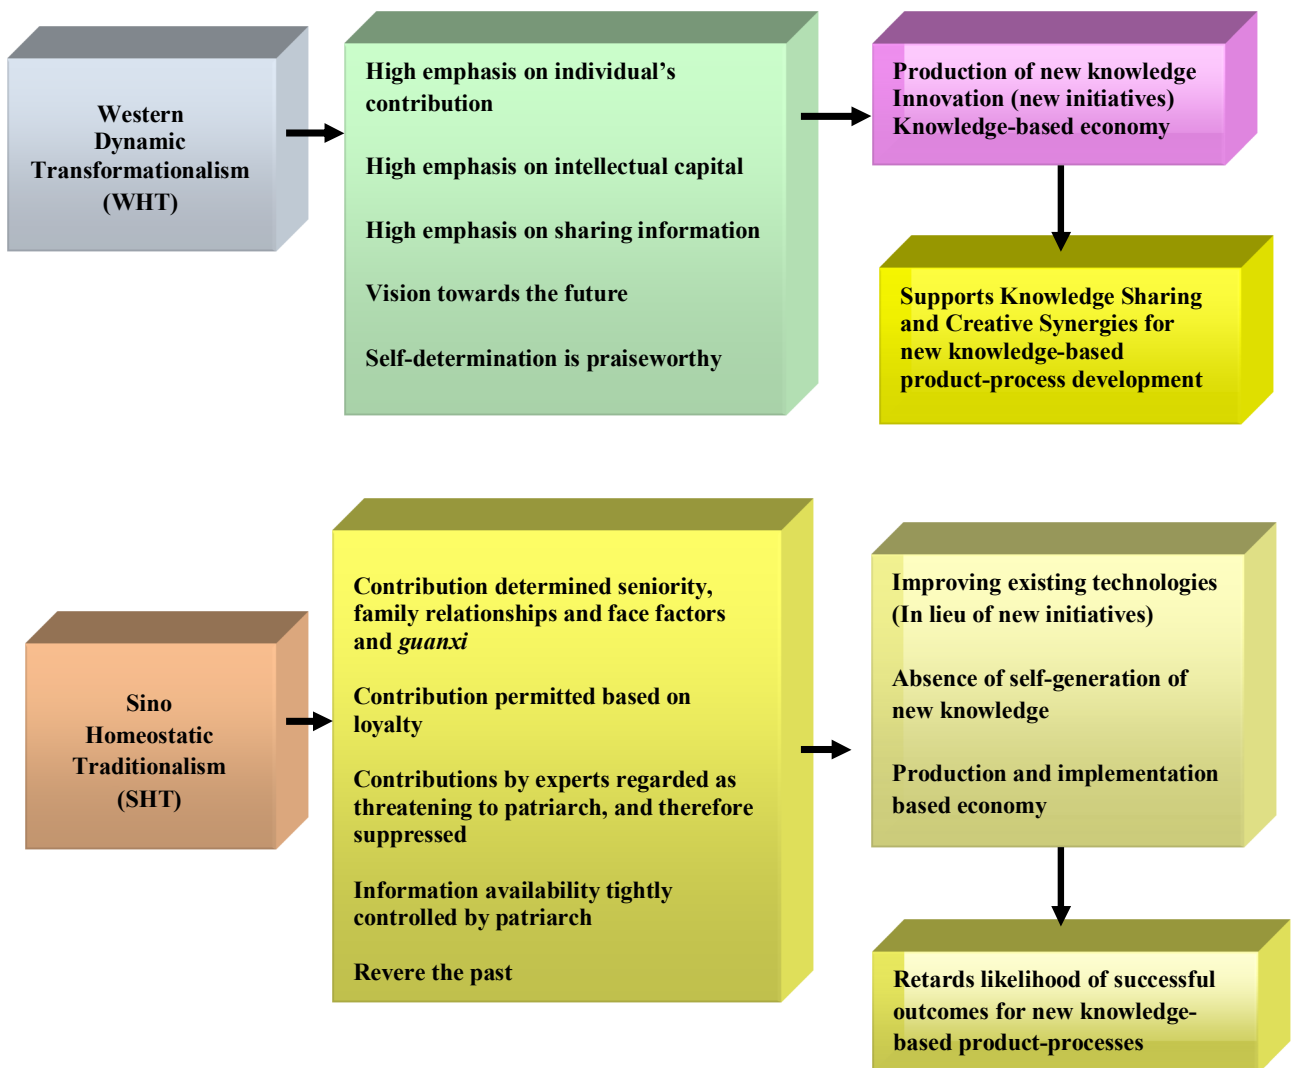 Western
Dynamic
Transformationalism
(WHT)
High emphasis on individual’s
contribution
High emphasis on intellectual capital
High emphasis on sharing information
Vision towards the future
Self-determination is praiseworthy
Production of new knowledge
Innovation (new initiatives)
Knowledge-based economy
Supports Knowledge Sharing
and Creative Synergies for
new knowledge-based
product-process development
Sino
Homeostatic
Traditionalism
(SHT)
Contribution determined seniority,
family relationships and face factors
and guanxi
Contribution permitted based on
loyalty
Contributions by experts regarded as
threatening to patriarch, and therefore
suppressed
Information availability tightly
controlled by patriarch
Revere the past
Improving existing technologies
(In lieu of new initiatives)
Absence of self-generation of
new knowledge
Production and implementation
based economy
Retards likelihood of successful
outcomes for new knowledge-
based product-processes